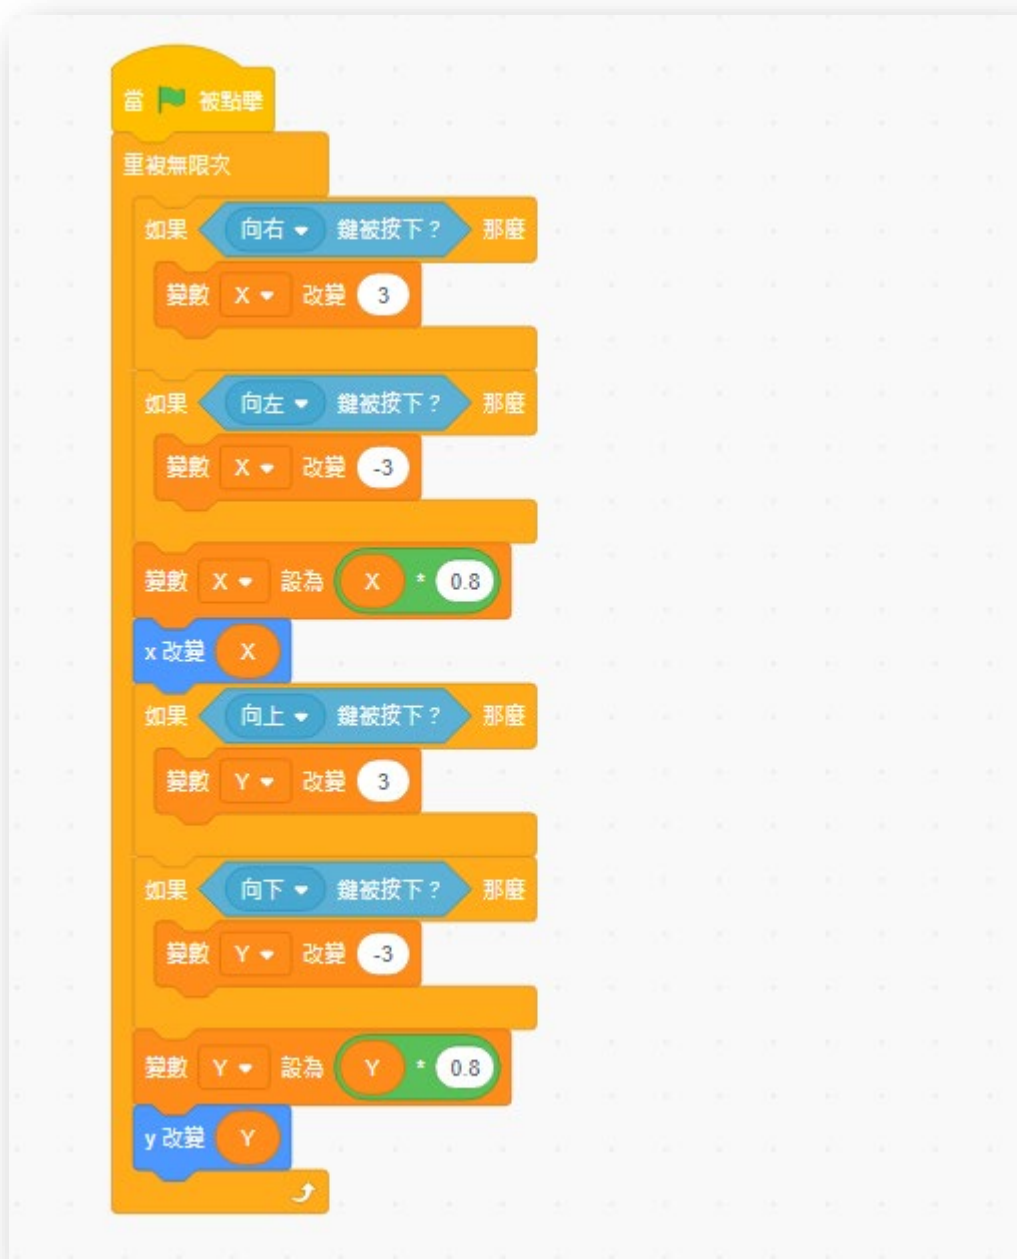 當 被點擊
重複無限次
如果 向右 鍵被按下？ 那麼
變數 X 改變 3
如果 向左 鍵被按下？ 那麼
變數 X 改變 -3
變數 X 設為 X * 0.8
x 改變 X
如果 向上 鍵被按下？ 那麼
變數 Y 改變 3
如果 向下 鍵被按下？ 那麼
變數 Y 改變 -3
變數 Y 設為 Y * 0.8
y 改變 Y